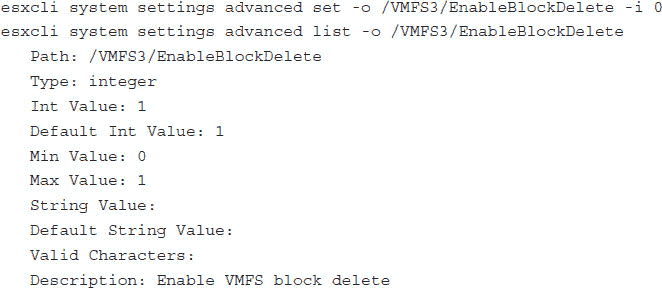 esxcli system settings advanced set -o /VMFS3/EnableBlockDelete -i 0
esxcli system settings advanced list -o /VMFS3/EnableBlockDelete
Path: /VMFS3/EnableBlockDelete
Type: integer
Int Value: 1
Default Int Value: 1
Min Value: 0
Max Value: 1
String Value:
Default String Value:
Valid Characters:
Description: Enable VMFS block delete